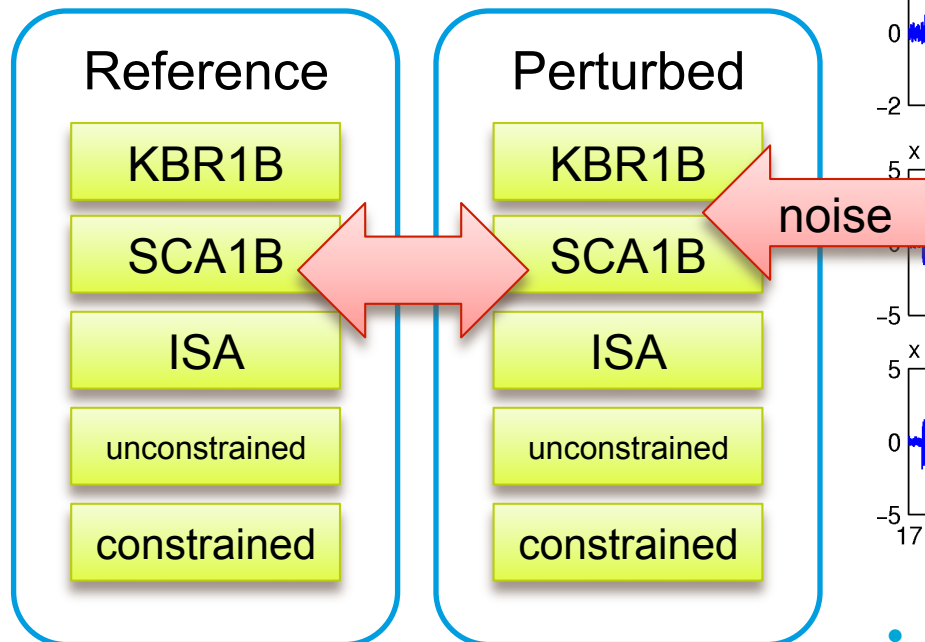 Reference
KBR1B
SCA1B
ISA
unconstrained
constrained
Perturbed
KBR1B
SCA1B
ISA
unconstrained
constrained
noise
0
−2
x
5
−5
x
5
0
−5
17
•